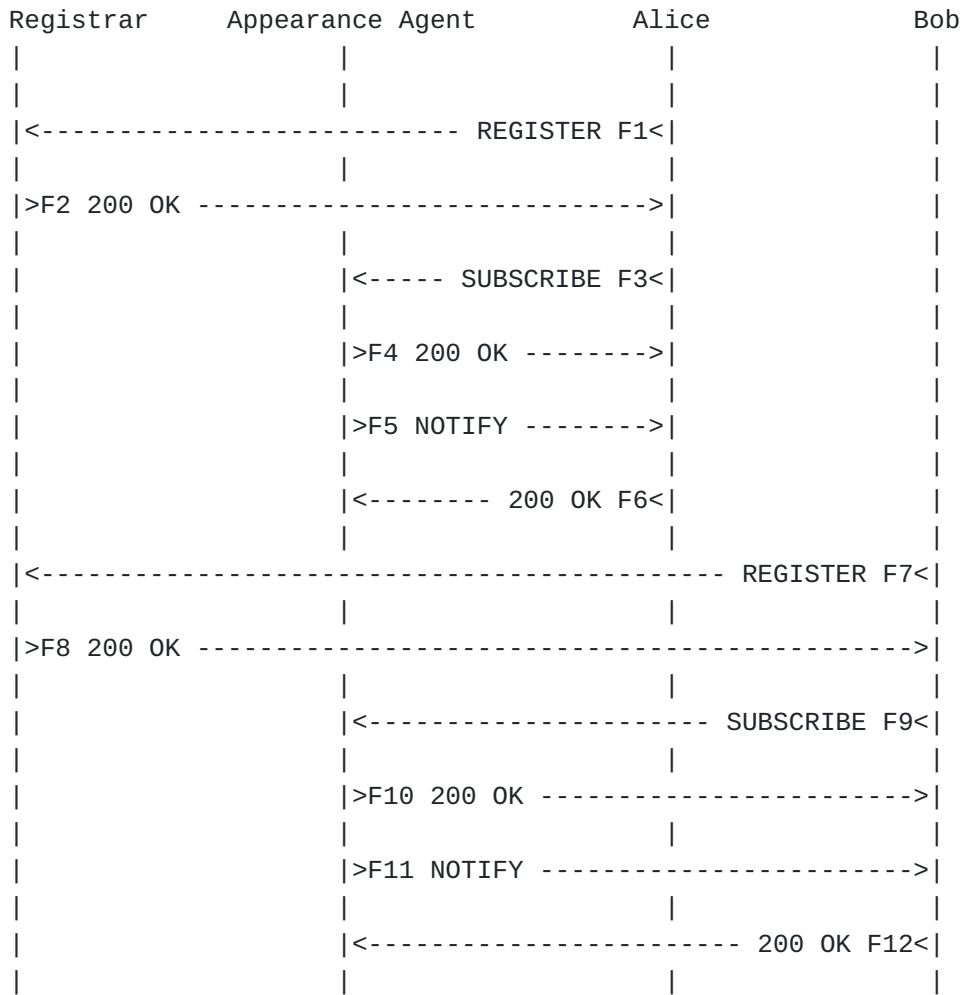 Registrar     Appearance Agent          Alice             Bob
|                    |                    |                |
|                    |                    |                |
|<--------------------------- REGISTER F1<|                |
|                    |                    |                |
|>F2 200 OK ----------------------------->|                |
|                    |                    |                |
|                    |<----- SUBSCRIBE F3<|                |
|                    |                    |                |
|                    |>F4 200 OK -------->|                |
|                    |                    |                |
|                    |>F5 NOTIFY -------->|                |
|                    |                    |                |
|                    |<-------- 200 OK F6<|                |
|                    |                    |                |
|<-------------------------------------------- REGISTER F7<|
|                    |                    |                |
|>F8 200 OK ---------------------------------------------->|
|                    |                    |                |
|                    |<---------------------- SUBSCRIBE F9<|
|                    |                    |                |
|                    |>F10 200 OK ------------------------>|
|                    |                    |                |
|                    |>F11 NOTIFY ------------------------>|
|                    |                    |                |
|                    |<------------------------ 200 OK F12<|
|                    |                    |                |